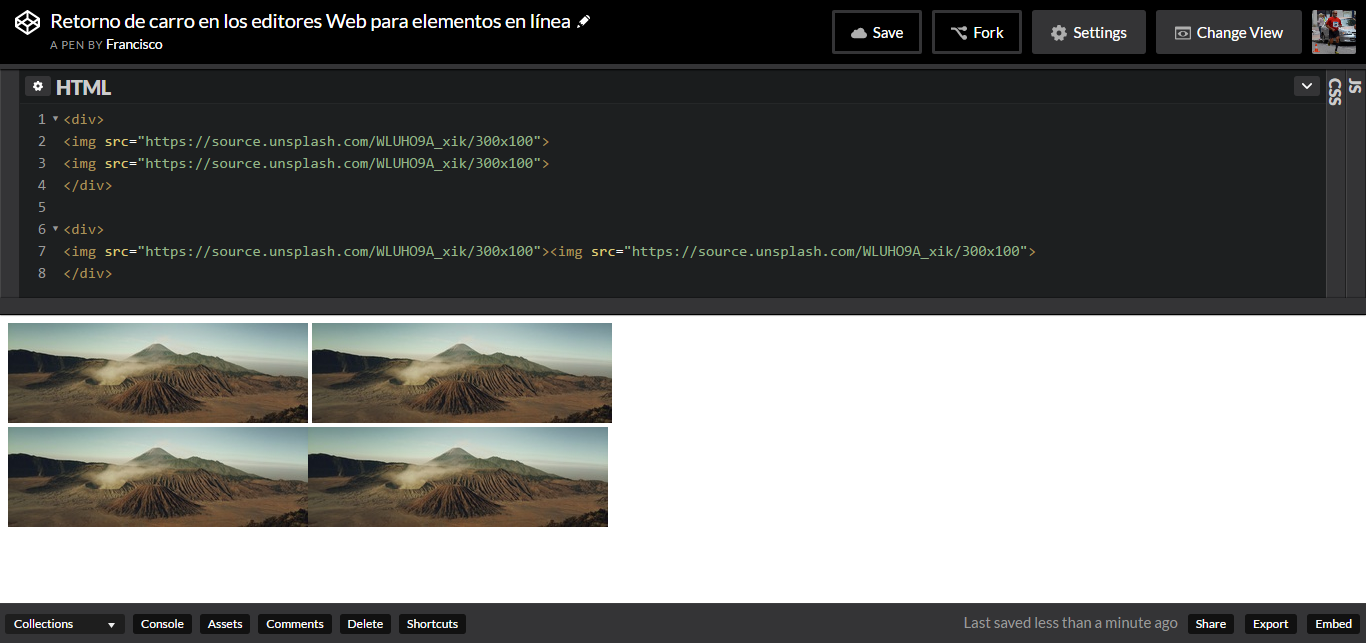 Retorno de carro en los editores Web para elementos en línea
A PEN BY Francisco
Save
Fork
Settings
Change View
HTML
CSS
JS
1 <div>
2 <img src="https://source.unsplash.com/WLUHO9A_xik/300x100">
3 <img src="https://source.unsplash.com/WLUHO9A_xik/300x100">
4 </div>
5
6 <div>
7 <img src="https://source.unsplash.com/WLUHO9A_xik/300x100"><img src="https://source.unsplash.com/WLUHO9A_xik/300x100">
8 </div>
Collections Console Assets Comments Delete Shortcuts Last saved less than a minute ago Share Export Embed